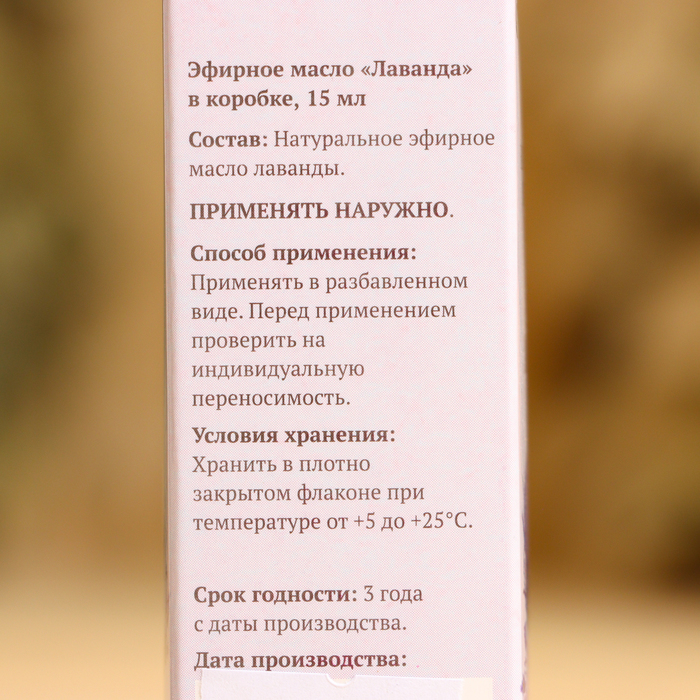 Эфирное масло «Лаванда»
в коробке, 15 мл
Состав: Натуральное эфирное
масло лаванды.
ПРИМЕНЯТЬ НАРУЖНО.
Способ применения:
Применять в разбавленном
виде. Перед применением
проверить на
индивидуальную
переносимость.
Условия хранения:
Хранить в плотно
закрытом флаконе при
температуре от +5 до +25°С.
Срок годности: 3 года
с даты производства.
Дата производства: